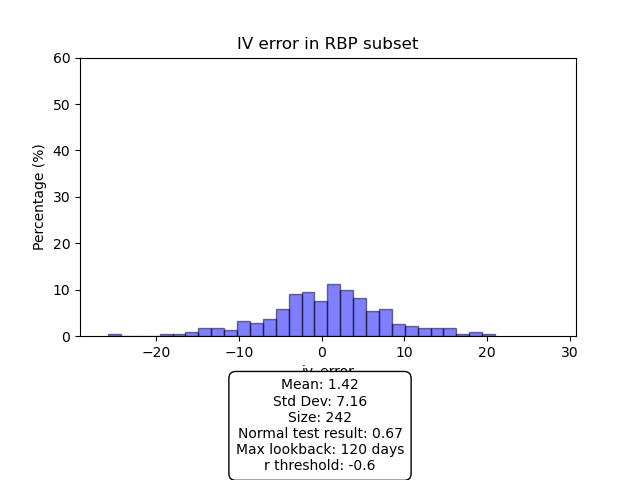 IV error in RBP subset
Percentage (%)
60
50
40
30
20
10
0
−20 −10 0 10 20 30
iv_error
Mean: 1.42
Std Dev: 7.16
Size: 242
Normal test result: 0.67
Max lookback: 120 days
r threshold: -0.6